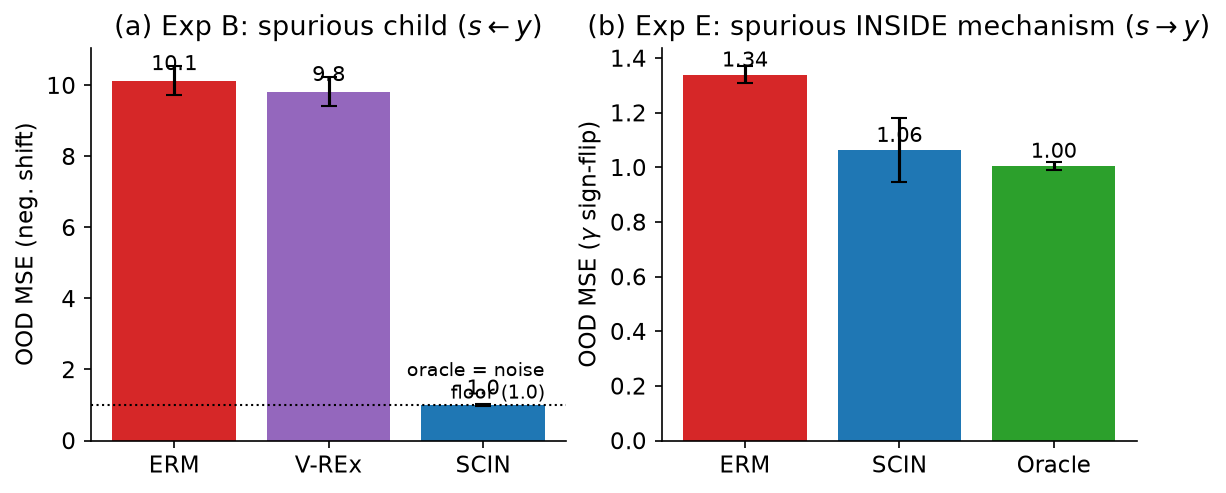 (a) Exp B: spurious child (s ← y)
OOD MSE (neg. shift)
10
8
6
4
2
0
10.1
9.8
1.0
oracle = noise
floor (1.0)
ERM
V-REx
SCIN
(b) Exp E: spurious INSIDE mechanism (s → y)
OOD MSE (γ sign-flip)
1.4
1.2
1.0
0.8
0.6
0.4
0.2
0.0
1.34
1.06
1.00
ERM
SCIN
Oracle